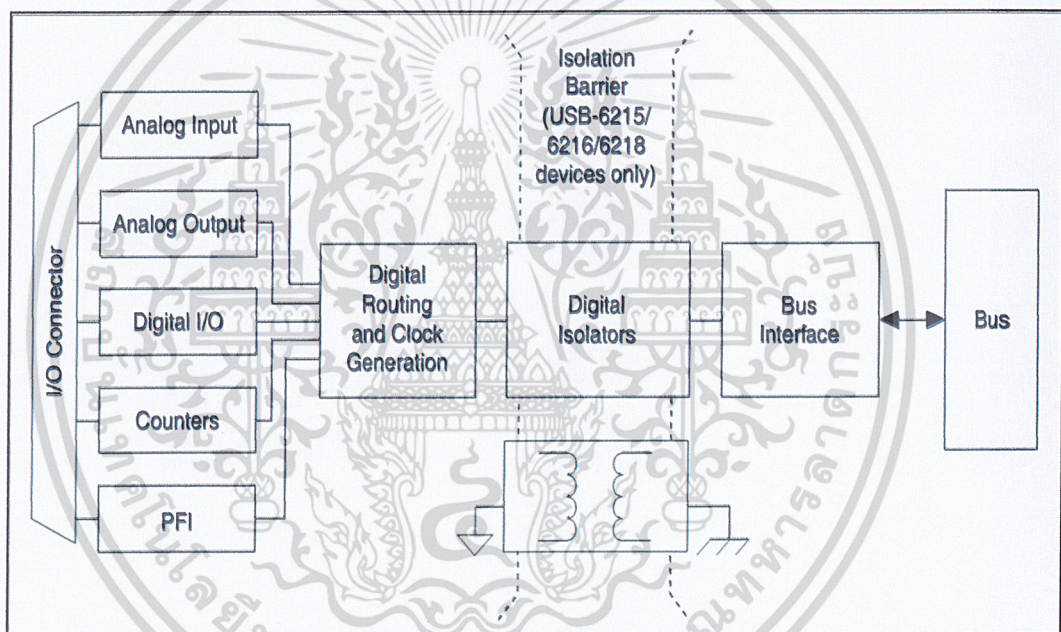 Isolation
Barrier
(USB-6215/
6216/6218
devices only)
I/O Connector
Analog Input
Analog Output
Digital I/O
Counters
PFI
Digital
Routing
and Clock
Generation
Digital
Isolators
Bus
Interface
Bus